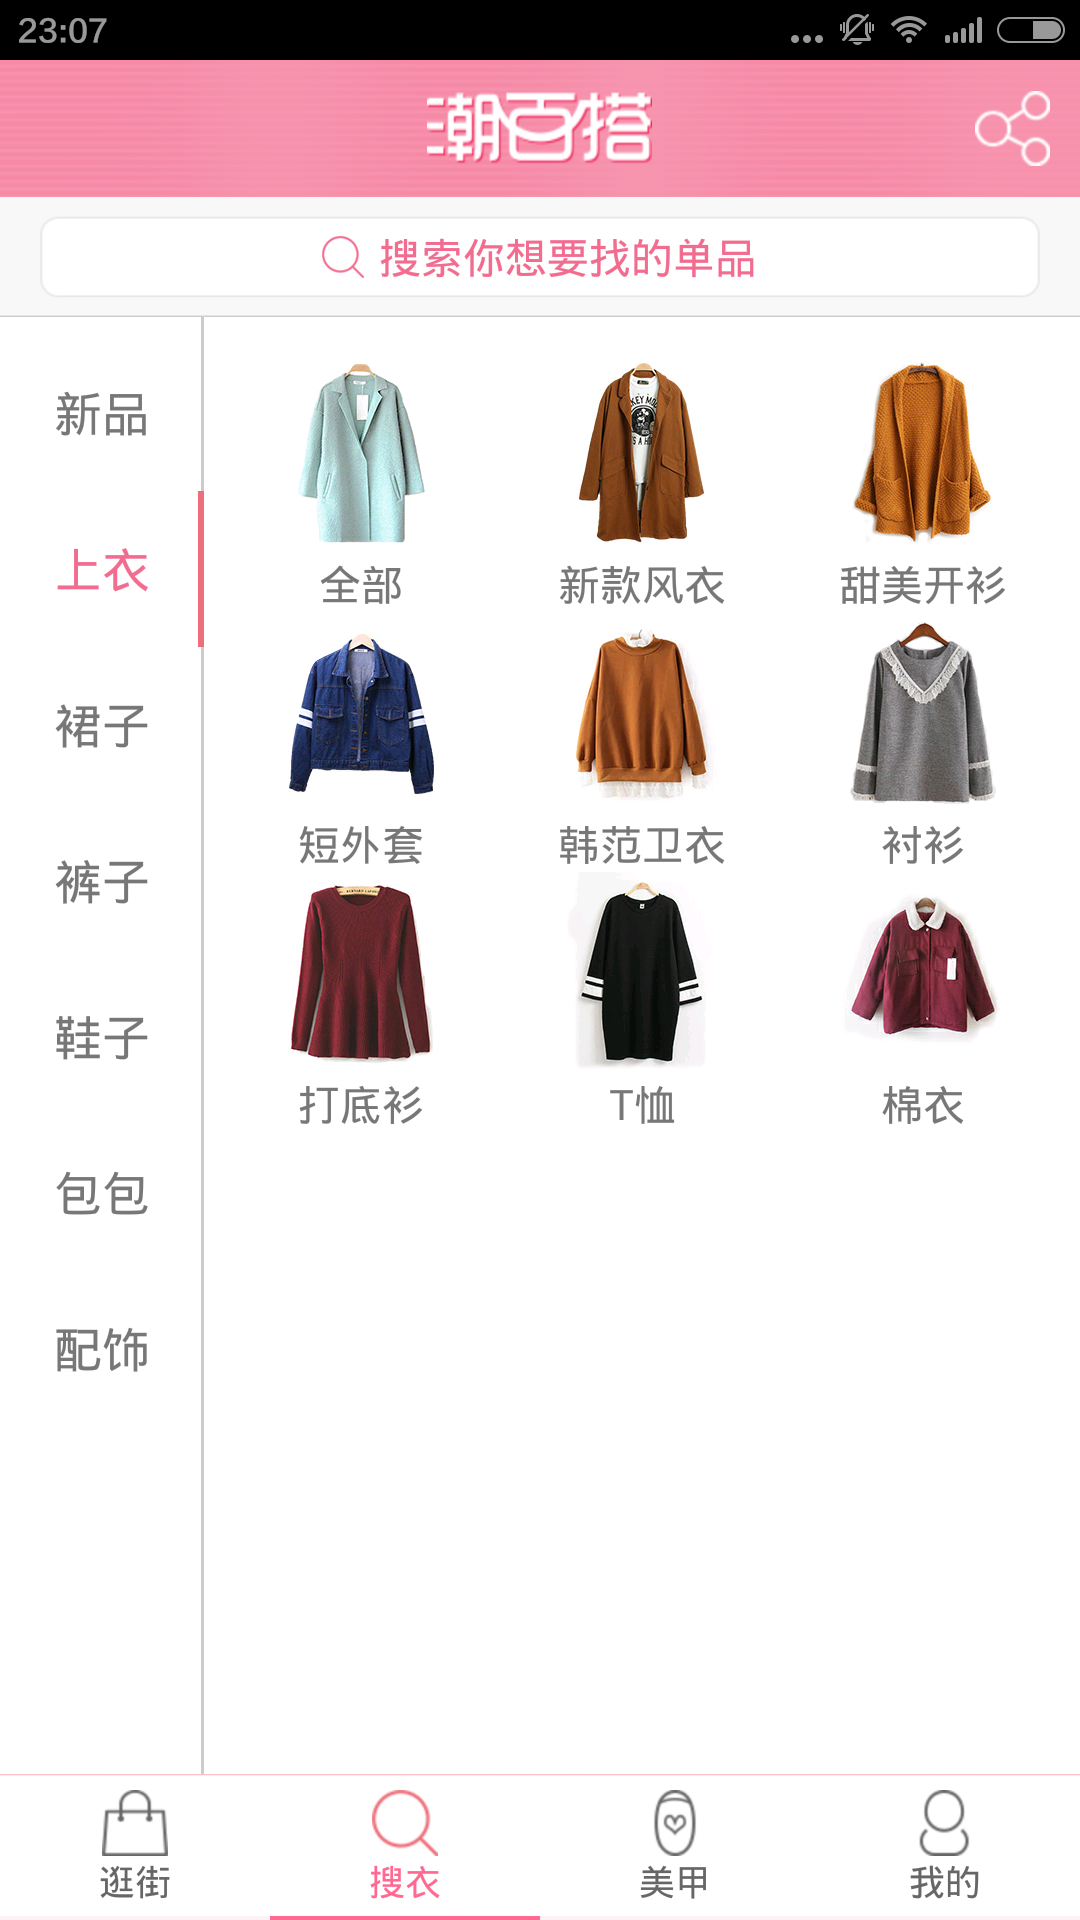 23:07
潮百搭
搜索你想要找的单品
新品
上衣
裙子
裤子
鞋子
包包
配饰
全部
新款风衣
甜美开衫
短外套
韩范卫衣
衬衫
打底衫
T恤
棉衣
逛街
搜衣
美甲
我的